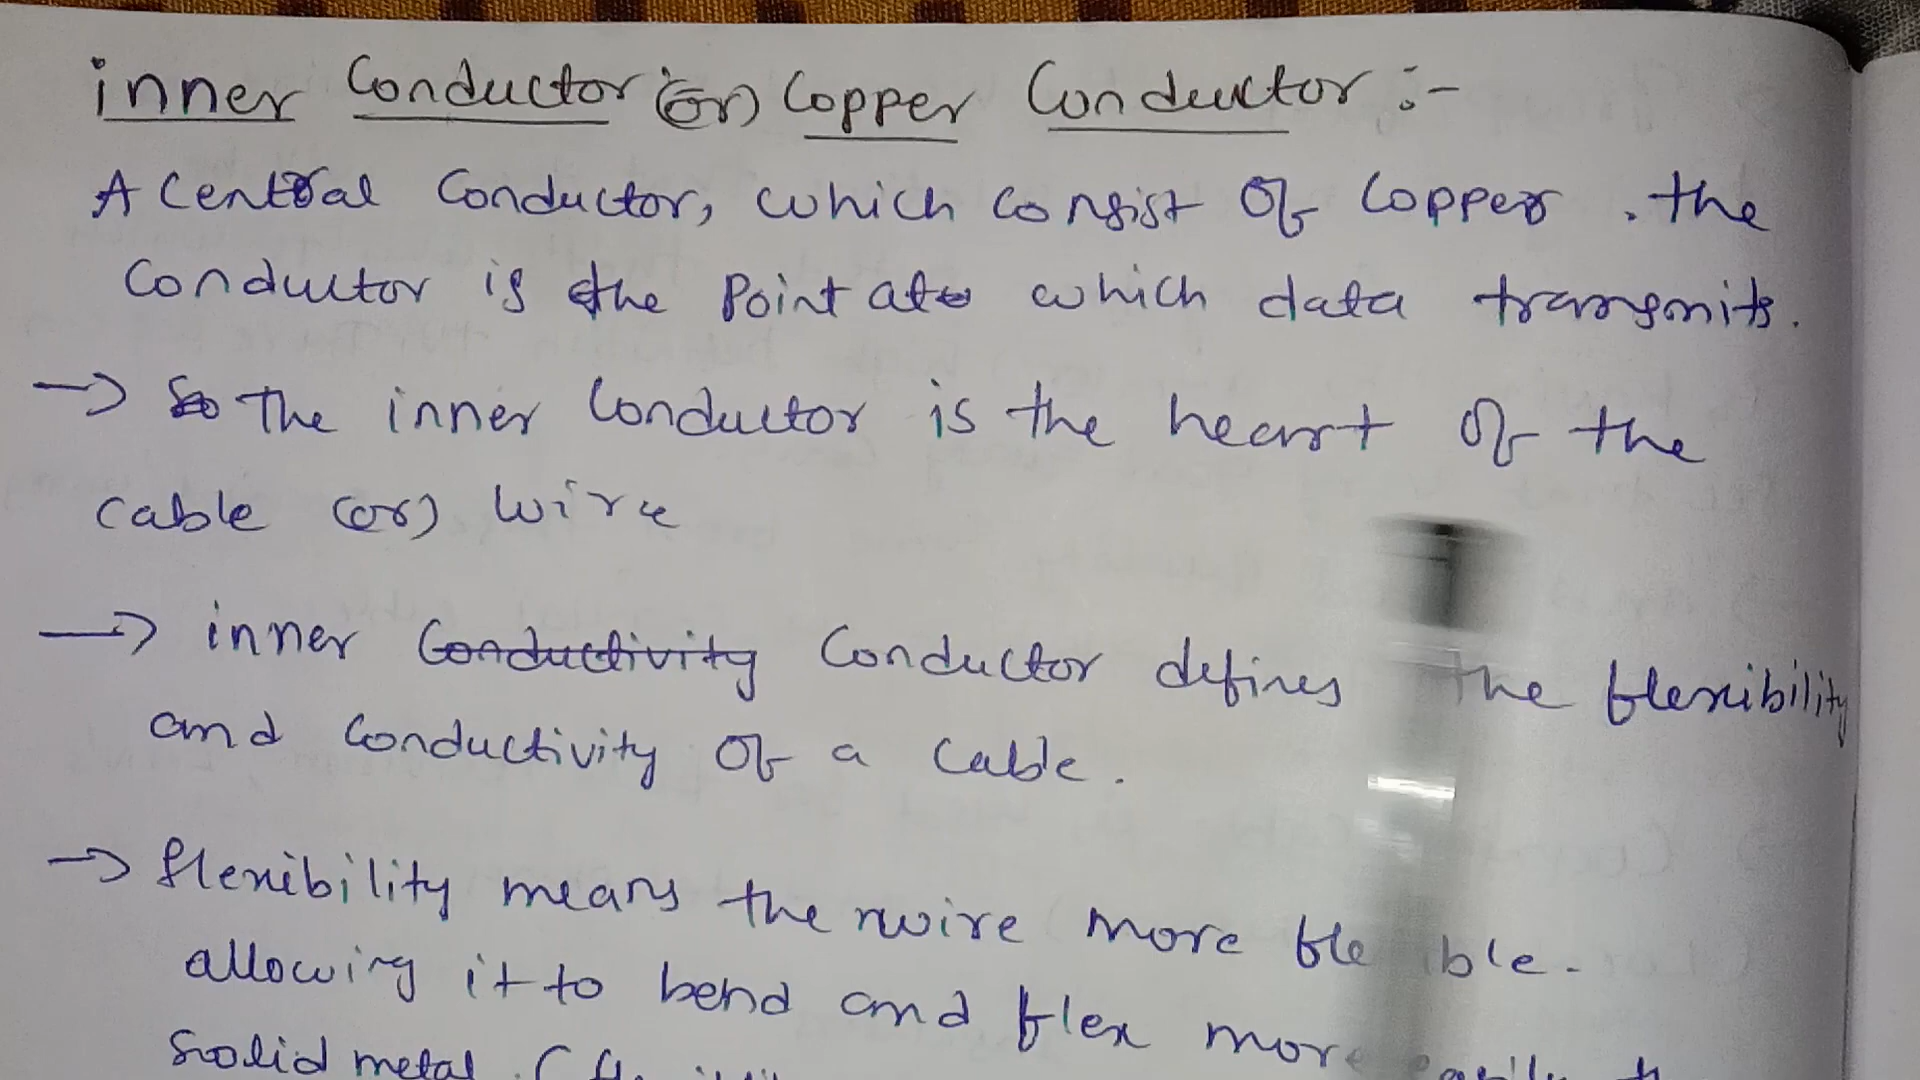 inner Conductor (or) Copper Conductor :-
A Central Conductor, which consist of Copper . the
Conductor is the Point at which data transmits.
→ The inner Conductor is the heart of the
cable (or) wire
→ inner Conductivity Conductor defines the flexibility
and Conductivity of a Cable.
→ flexibility means the wire more fle ble.
allowing it to bend and flex more
solid metal. (